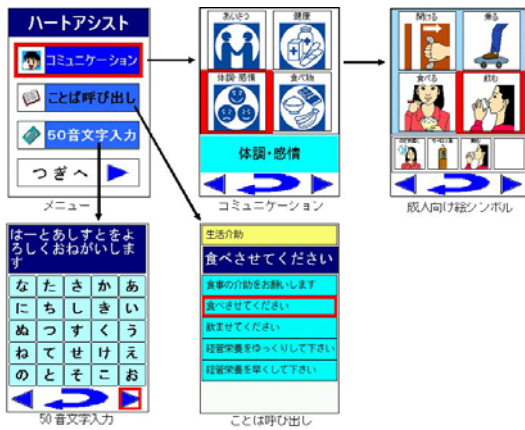 ハートアシスト
コミュニケーション
ことば呼び出し
50音文字入力
つぎへ
メニュー
あいさつ
健康
体調・感情
食べ物
体調・感情
コミュニケーション
開ける
乗る
食べる
飲む
飲む
成人向け絵シンボル
はーとあしすとをよ
ろしくおねがいしま
す
な た さ か あ
に ち し き い
ぬ つ す く う
ね て せ け え
の と そ こ お
50音文字入力
生活介助
食べさせてください
食事の介助をお願いします
食べさせてください
飲ませてください
経管栄養をゆっくりして下さい
経管栄養を早くして下さい
ことば呼び出し